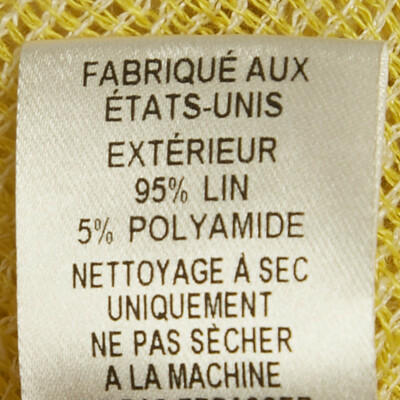 FABRIQUÉ AUX
ÉTATS-UNIS
EXTÉRIEUR
95% LIN
5% POLYAMIDE
NETTOYAGE À SEC
UNIQUEMENT
NE PAS SÈCHER
A LA MACHINE